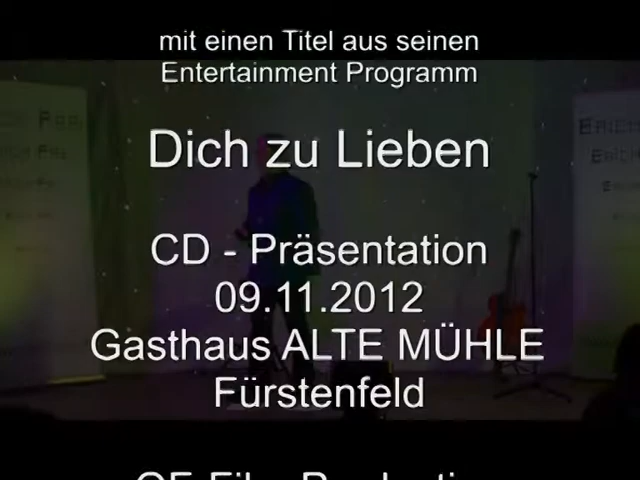 mit einen Titel aus seinen
Entertainment Programm
Dich zu Lieben
CD - Präsentation
09.11.2012
Gasthaus ALTE MÜHLE
Fürstenfeld